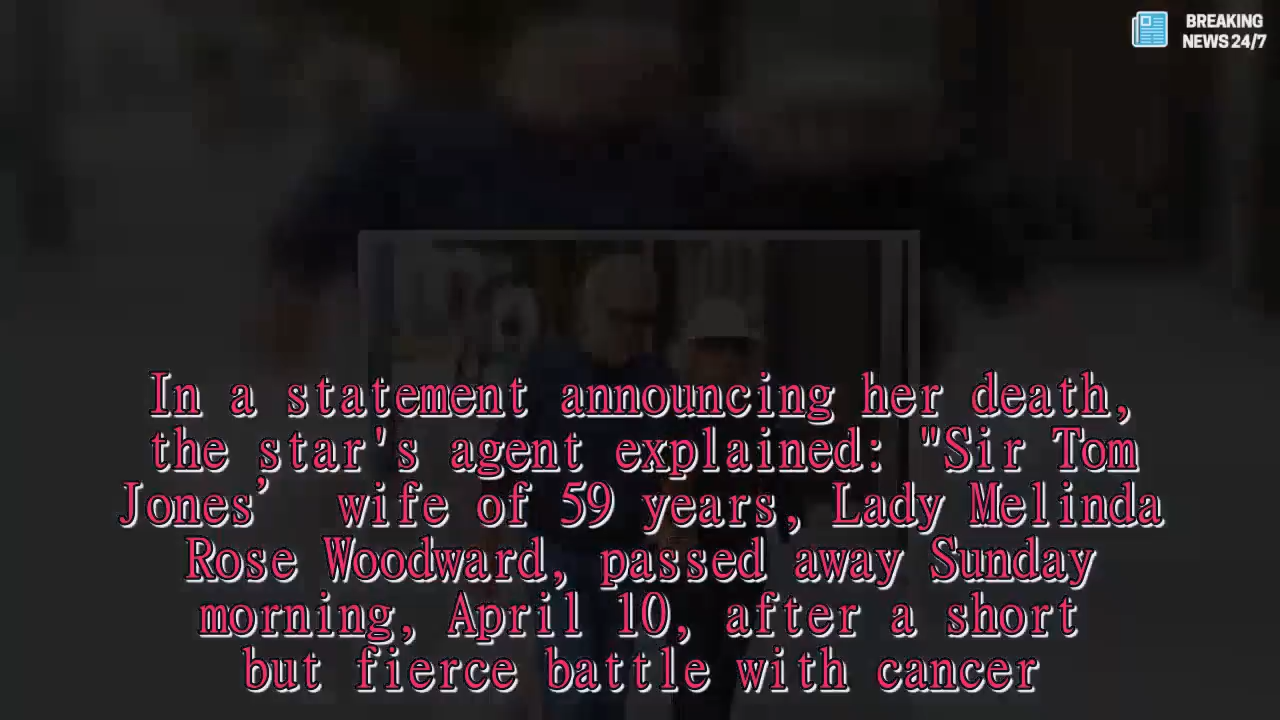 BREAKING
NEWS 24/7
In a statement announcing her death,
the star's agent explained: "Sir Tom
Jones’ wife of 59 years, Lady Melinda
Rose Woodward, passed away Sunday
morning, April 10, after a short
but fierce battle with cancer